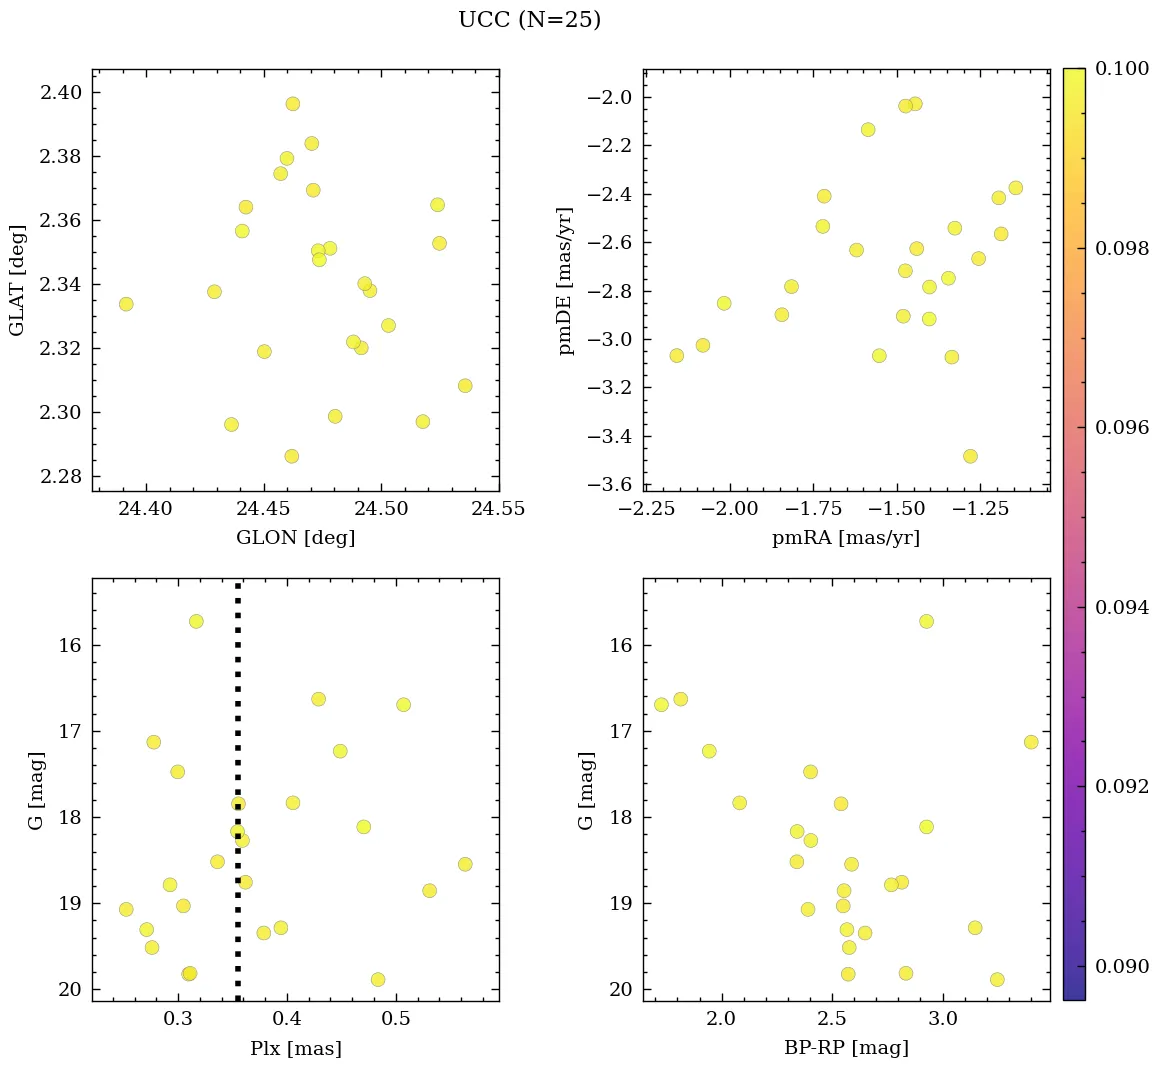 UCC (N=25)
2.40
2.38
2.36
2.34
2.32
2.30
2.28
GLAT [deg]
24.40 24.45 24.50 24.55
GLON [deg]
−2.0
−2.2
−2.4
−2.6
−2.8
−3.0
−3.2
−3.4
−3.6
pmDE [mas/yr]
−2.25 −2.00 −1.75 −1.50 −1.25
pmRA [mas/yr]
0.100
0.098
0.096
0.094
0.092
0.090
16
17
18
19
20
G [mag]
0.3 0.4 0.5
Plx [mas]
16
17
18
19
20
G [mag]
2.0 2.5 3.0
BP-RP [mag]